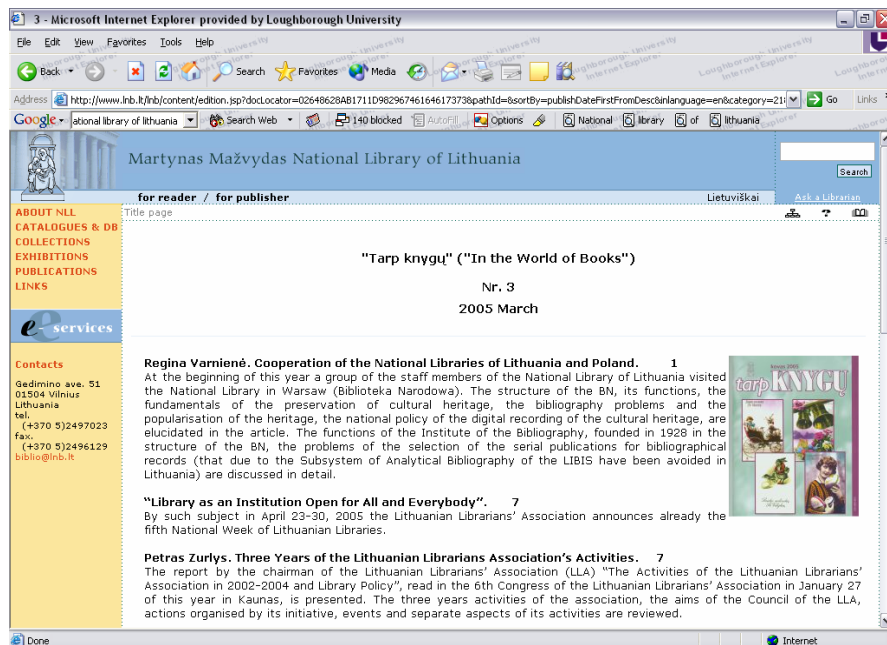 3 - Microsoft Internet Explorer provided by Loughborough University
File Edit View Favorites Tools Help
Back Search Favorites Media
Address http://www.lnb.lt/lnb/content/edition.jsp?docLocator=02648628AB1711D98296746164617373&pathId=&sortBy=publishDateFirstFromDesc&inlanguage=en&category=21 Go Links
Google ational library of lithuania Search Web 140 blocked AutoFill Options National library of lithuania
Martynas Mažvydas National Library of Lithuania
Search
for reader / for publisher Lietuviškai Ask a Librarian
Title page
ABOUT NLL
CATALOGUES & DB
COLLECTIONS
EXHIBITIONS
PUBLICATIONS
LINKS
e-services
Contacts
Gedimino ave. 51
01504 Vilnius
Lithuania
tel.
(+370 5)2497023
fax.
(+370 5)2496129
biblio@lnb.lt
"Tarp knygų" ("In the World of Books")
Nr. 3
2005 March
Regina Varnienė. Cooperation of the National Libraries of Lithuania and Poland. 1
At the beginning of this year a group of the staff members of the National Library of Lithuania visited
the National Library in Warsaw (Biblioteka Narodowa). The structure of the BN, its functions, the
fundamentals of the preservation of cultural heritage, the bibliography problems and the
popularisation of the heritage, the national policy of the digital recording of the cultural heritage, are
elucidated in the article. The functions of the Institute of the Bibliography, founded in 1928 in the
structure of the BN, the problems of the selection of the serial publications for bibliographical
records (that due to the Subsystem of Analytical Bibliography of the LIBIS have been avoided in
Lithuania) are discussed in detail.
tarp KNYGŲ
"Library as an Institution Open for All and Everybody". 7
By such subject in April 23-30, 2005 the Lithuanian Librarians' Association announces already the
fifth National Week of Lithuanian Libraries.
Petras Zurlys. Three Years of the Lithuanian Librarians Association's Activities. 7
The report by the chairman of the Lithuanian Librarians' Association (LLA) "The Activities of the Lithuanian Librarians'
Association in 2002-2004 and Library Policy", read in the 6th Congress of the Lithuanian Librarians' Association in January 27
of this year in Kaunas, is presented. The three years activities of the association, the aims of the Council of the LLA,
actions organised by its initiative, events and separate aspects of its activities are reviewed.
Done Internet